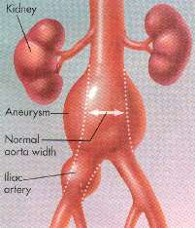 Kidney
Aneurysm
Normal
aorta width
Iliac
artery